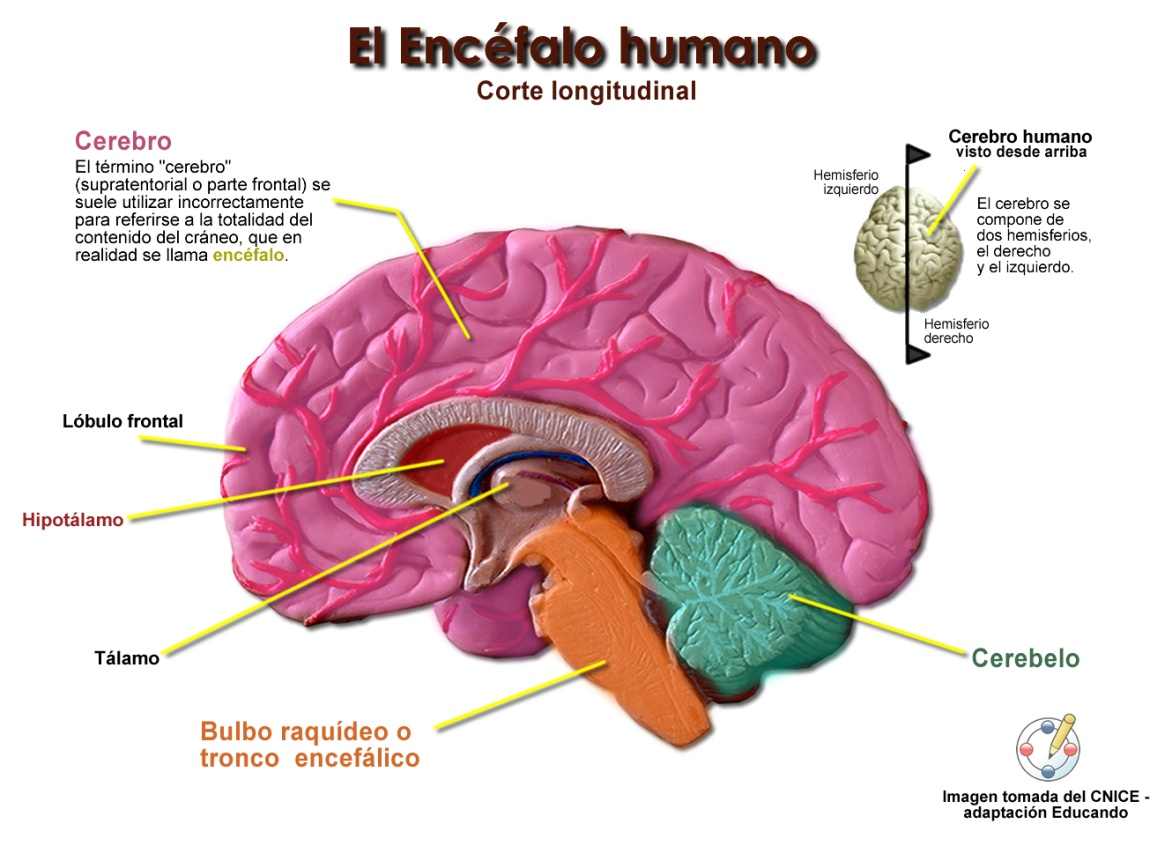 El Encéfalo humano
Corte longitudinal
Cerebro
El término "cerebro"
(supratentorial o parte frontal) se
suele utilizar incorrectamente
para referirse a la totalidad del
contenido del cráneo, que en
realidad se llama encéfalo.
Cerebro humano
visto desde arriba
Hemisferio
izquierdo
El cerebro se
compone de
dos hemisferios,
el derecho
y el izquierdo.
Hemisferio
derecho
Lóbulo frontal
Hipotálamo
Tálamo
Cerebelo
Bulbo raquídeo o
tronco encefálico
Imagen tomada del CNICE -
adaptación Educando